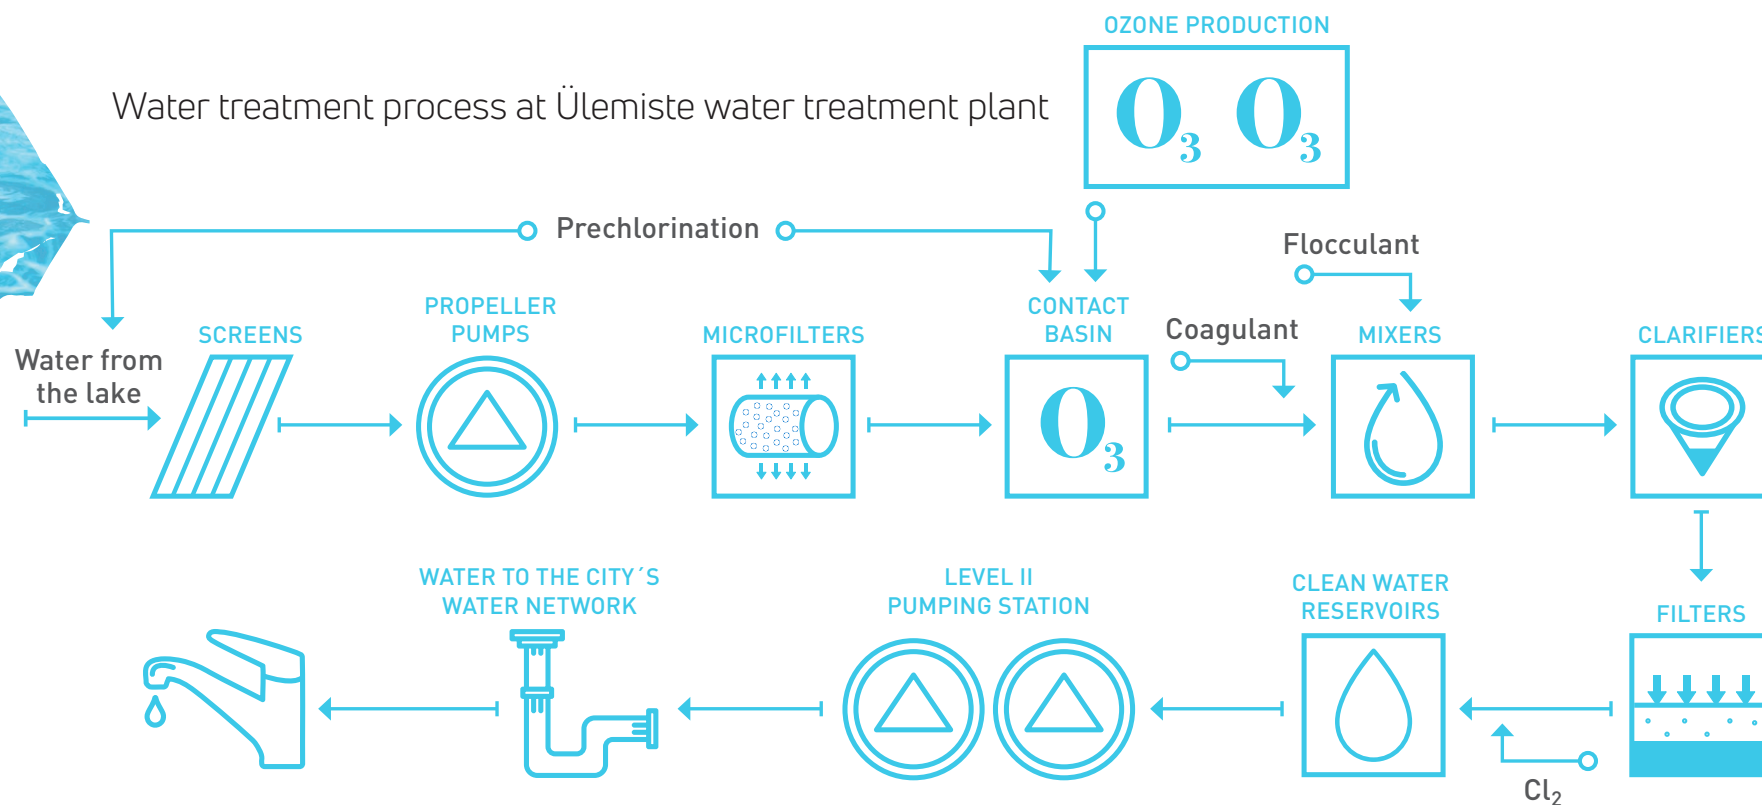 OZONE PRODUCTION
O3 O3
Water treatment process at Ülemiste water treatment plant
Prechlorination
Flocculant
Water from
the lake
SCREENS
PROPELLER
PUMPS
MICROFILTERS
CONTACT
BASIN
O3
Coagulant
MIXERS
CLARIFIERS
WATER TO THE CITY´S
WATER NETWORK
LEVEL II
PUMPING STATION
CLEAN WATER
RESERVOIRS
FILTERS
Cl2